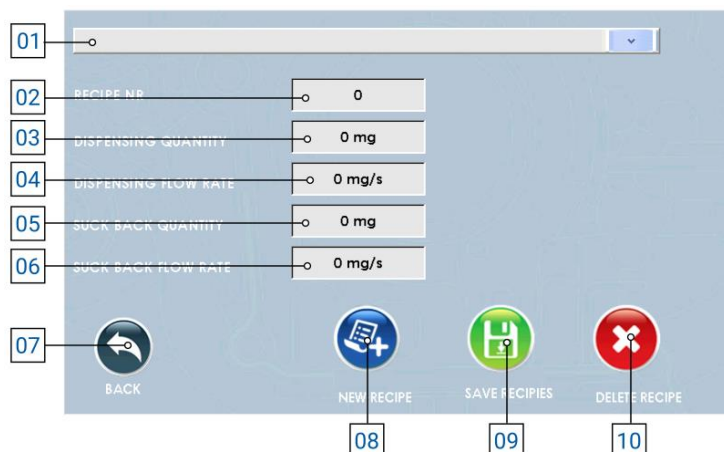 01
02 RECIPE NR 0
03 DISPENSING QUANTITY 0 mg
04 DISPENSING FLOW RATE 0 mg/s
05 SUCK BACK QUANTITY 0 mg
06 SUCK BACK FLOW RATE 0 mg/s
07
BACK NEW RECIPE SAVE RECIPIES DELETE RECIPE
08 09 10